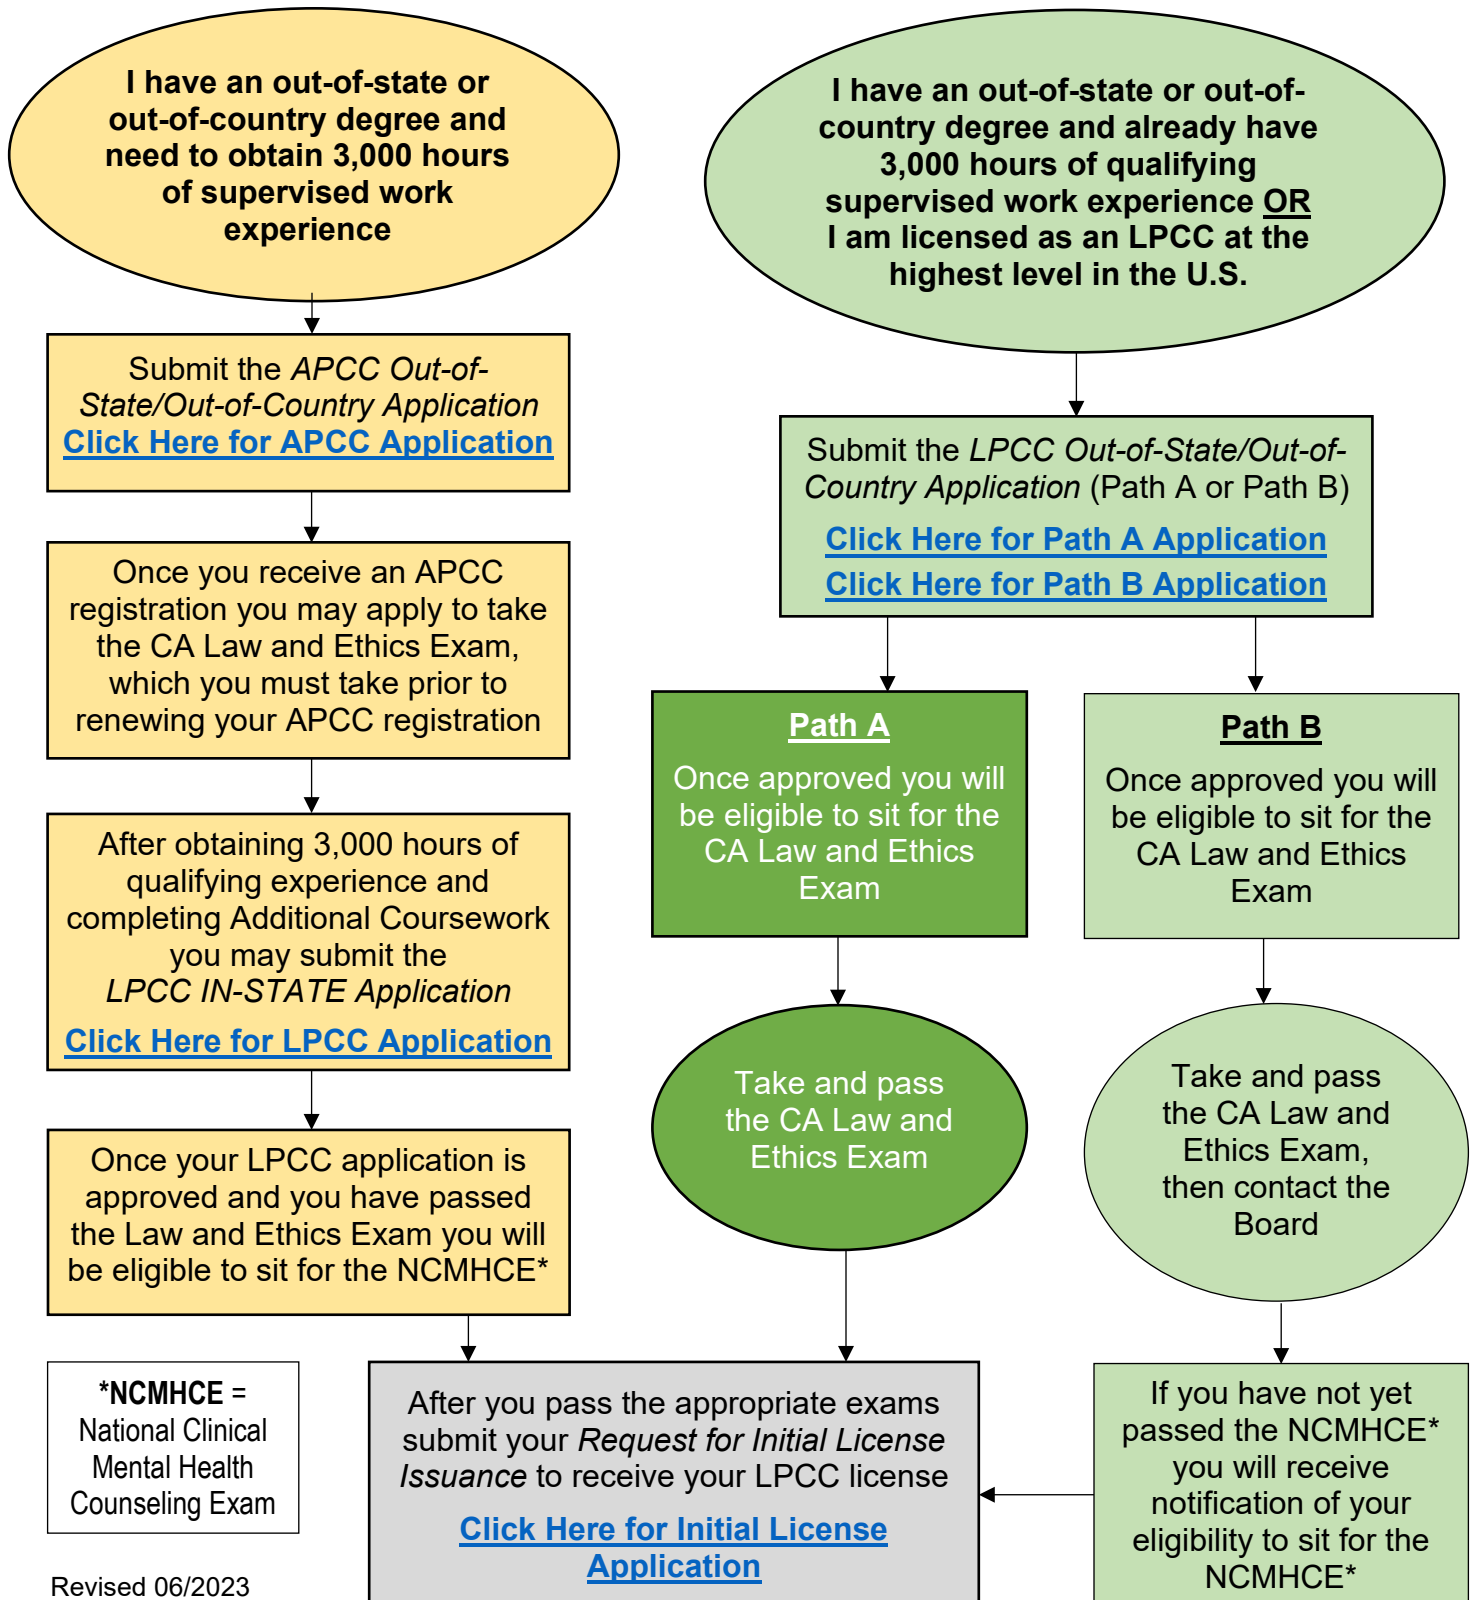 I have an out-of-state or
out-of-country degree and
need to obtain 3,000 hours
of supervised work
experience
Submit the APCC Out-of-
State/Out-of-Country Application
Click Here for APCC Application
Once you receive an APCC
registration you may apply to take
the CA Law and Ethics Exam,
which you must take prior to
renewing your APCC registration
After obtaining 3,000 hours of
qualifying experience and
completing Additional Coursework
you may submit the
LPCC IN-STATE Application
Click Here for LPCC Application
Once your LPCC application is
approved and you have passed
the Law and Ethics Exam you will
be eligible to sit for the NCMHCE*
I have an out-of-state or out-of-
country degree and already have
3,000 hours of qualifying
supervised work experience OR
I am licensed as an LPCC at the
highest level in the U.S.
Submit the LPCC Out-of-State/Out-of-
Country Application (Path A or Path B)
Click Here for Path A Application
Click Here for Path B Application
Path A
Once approved you will
be eligible to sit for the
CA Law and Ethics
Exam
Take and pass
the CA Law and
Ethics Exam
Path B
Once approved you will
be eligible to sit for the
CA Law and Ethics
Exam
Take and pass
the CA Law and
Ethics Exam,
then contact the
Board
If you have not yet
passed the NCMHCE*
you will receive
notification of your
eligibility to sit for the
NCMHCE*
After you pass the appropriate exams
submit your Request for Initial License
Issuance to receive your LPCC license
Click Here for Initial License
Application
*NCMHCE =
National Clinical
Mental Health
Counseling Exam
Revised 06/2023